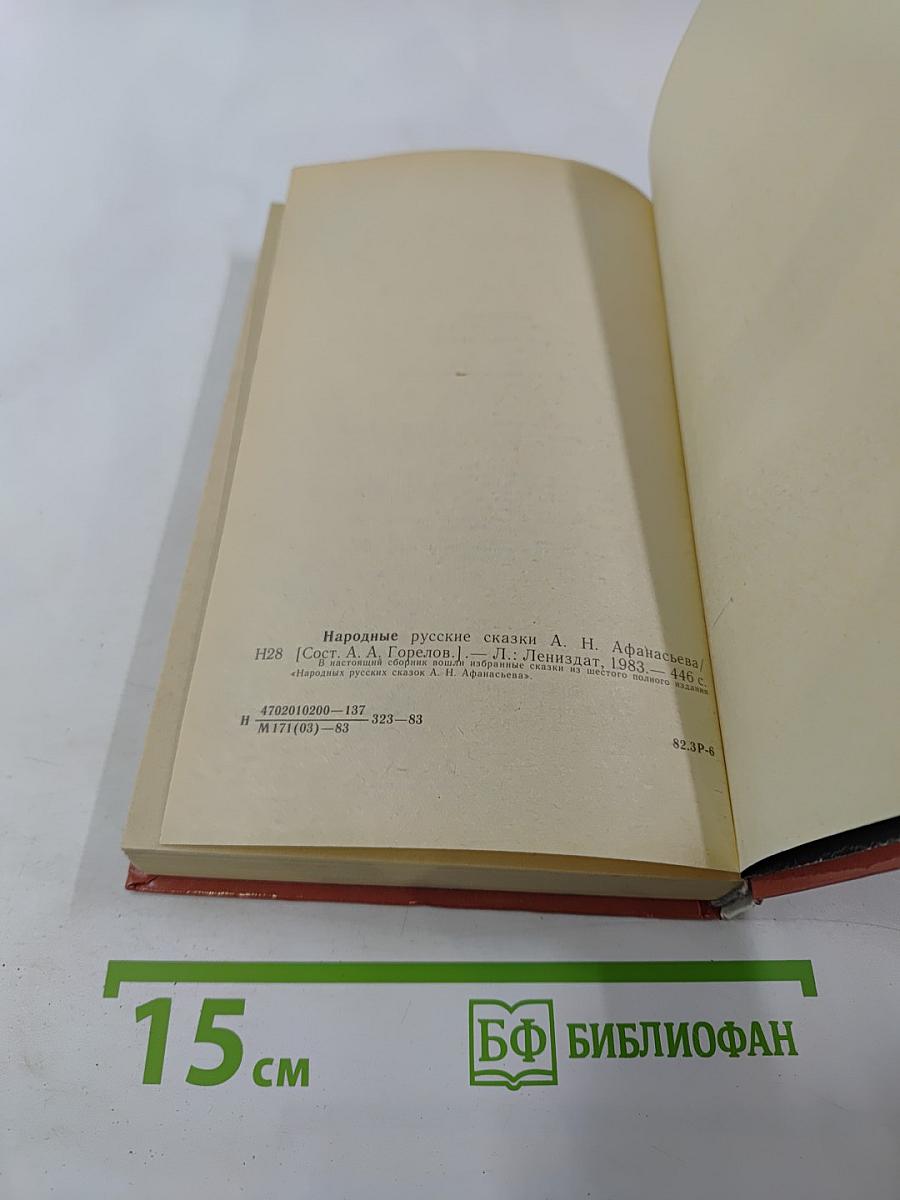 Народные русские сказки А. Н. Афанасьева/
Н28 [Сост. А. А. Горелов.].— Л.: Лениздат, 1983.— 446 с.
В настоящий сборник вошли избранные сказки из шестого полного издания
«Народных русских сказок А. Н. Афанасьева».
Н 4702010200—137
М171(03)—83 323—83
82.3Р-6
15 см
БФ БИБЛИОФАН